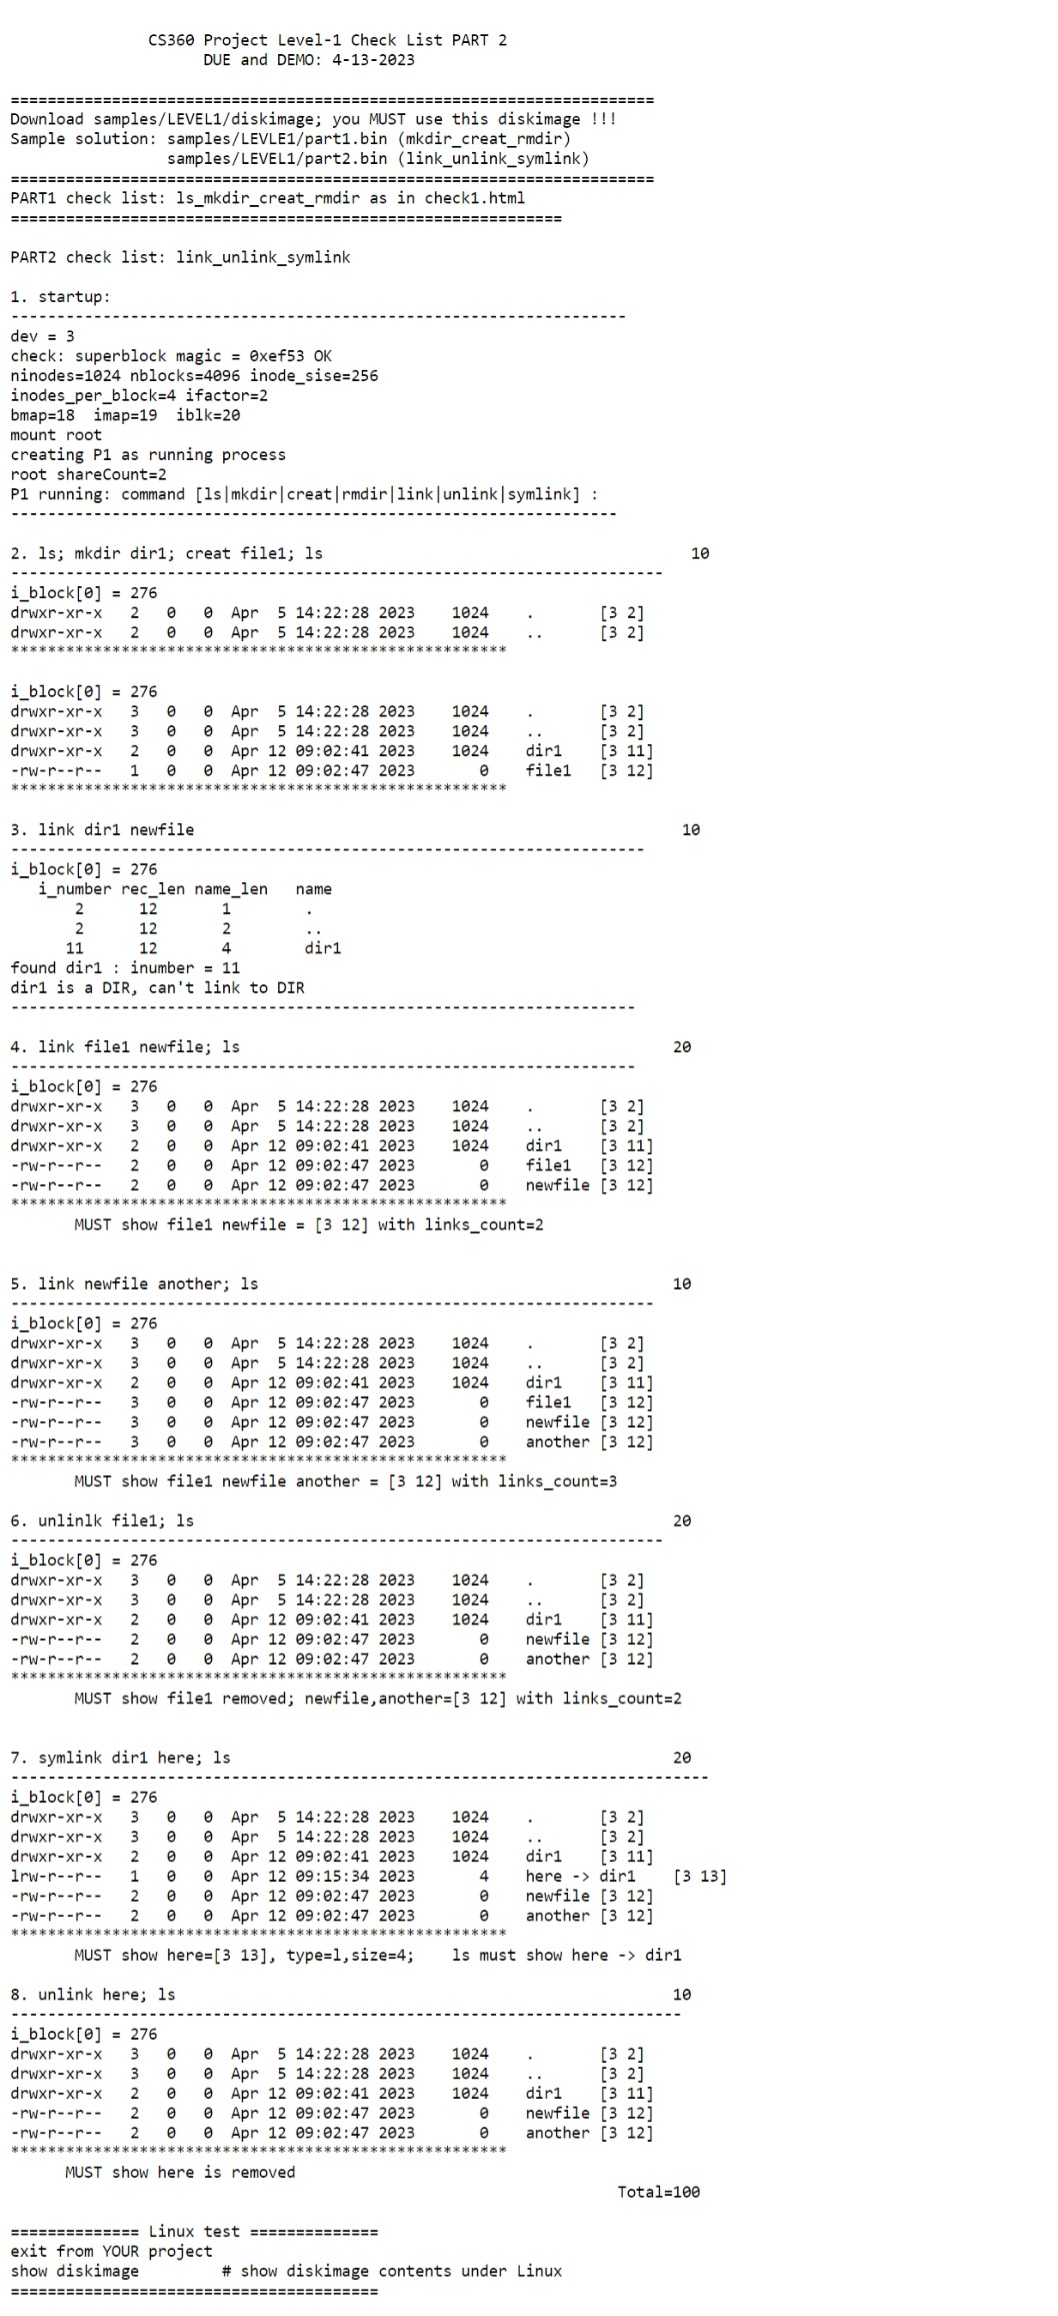 CS360 Project Level-1 Check List PART 2
DUE and DEMO: 4-13-2023
======================================================================
Download samples/LEVEL1/diskimage; you MUST use this diskimage !!!
Sample solution: samples/LEVLE1/part1.bin (mkdir_creat_rmdir)
samples/LEVEL1/part2.bin (link_unlink_symlink)
======================================================================
PART1 check list: ls_mkdir_creat_rmdir as in check1.html
============================================================
PART2 check list: link_unlink_symlink
1. startup:
-------------------------------------------------------------------
dev = 3
check: superblock magic = 0xef53 OK
ninodes=1024 nblocks=4096 inode_sise=256
inodes_per_block=4 ifactor=2
bmap=18  imap=19  iblk=20
mount root
creating P1 as running process
root shareCount=2
P1 running: command [ls|mkdir|creat|rmdir|link|unlink|symlink] :
------------------------------------------------------------------
2. ls; mkdir dir1; creat file1; ls                                        10
-----------------------------------------------------------------------
i_block[0] = 276
drwxr-xr-x   2   0   0  Apr  5 14:22:28 2023    1024    .       [3 2]
drwxr-xr-x   2   0   0  Apr  5 14:22:28 2023    1024    ..      [3 2]
******************************************************
i_block[0] = 276
drwxr-xr-x   3   0   0  Apr  5 14:22:28 2023    1024    .       [3 2]
drwxr-xr-x   3   0   0  Apr  5 14:22:28 2023    1024    ..      [3 2]
drwxr-xr-x   2   0   0  Apr 12 09:02:41 2023    1024    dir1    [3 11]
-rw-r--r--   1   0   0  Apr 12 09:02:47 2023       0    file1   [3 12]
******************************************************
3. link dir1 newfile                                                     10
---------------------------------------------------------------------
i_block[0] = 276
i_number rec_len name_len   name
2      12       1        .
2      12       2        ..
11      12       4        dir1
found dir1 : inumber = 11
dir1 is a DIR, can't link to DIR
--------------------------------------------------------------------
4. link file1 newfile; ls                                               20
--------------------------------------------------------------------
i_block[0] = 276
drwxr-xr-x   3   0   0  Apr  5 14:22:28 2023    1024    .       [3 2]
drwxr-xr-x   3   0   0  Apr  5 14:22:28 2023    1024    ..      [3 2]
drwxr-xr-x   2   0   0  Apr 12 09:02:41 2023    1024    dir1    [3 11]
-rw-r--r--   2   0   0  Apr 12 09:02:47 2023       0    file1   [3 12]
-rw-r--r--   2   0   0  Apr 12 09:02:47 2023       0    newfile [3 12]
******************************************************
MUST show file1 newfile = [3 12] with links_count=2
5. link newfile another; ls                                             10
----------------------------------------------------------------------
i_block[0] = 276
drwxr-xr-x   3   0   0  Apr  5 14:22:28 2023    1024    .       [3 2]
drwxr-xr-x   3   0   0  Apr  5 14:22:28 2023    1024    ..      [3 2]
drwxr-xr-x   2   0   0  Apr 12 09:02:41 2023    1024    dir1    [3 11]
-rw-r--r--   3   0   0  Apr 12 09:02:47 2023       0    file1   [3 12]
-rw-r--r--   3   0   0  Apr 12 09:02:47 2023       0    newfile [3 12]
-rw-r--r--   3   0   0  Apr 12 09:02:47 2023       0    another [3 12]
******************************************************
MUST show file1 newfile another = [3 12] with links_count=3
6. unlinlk file1; ls                                                    20
-----------------------------------------------------------------------
i_block[0] = 276
drwxr-xr-x   3   0   0  Apr  5 14:22:28 2023    1024    .       [3 2]
drwxr-xr-x   3   0   0  Apr  5 14:22:28 2023    1024    ..      [3 2]
drwxr-xr-x   2   0   0  Apr 12 09:02:41 2023    1024    dir1    [3 11]
-rw-r--r--   2   0   0  Apr 12 09:02:47 2023       0    newfile [3 12]
-rw-r--r--   2   0   0  Apr 12 09:02:47 2023       0    another [3 12]
******************************************************
MUST show file1 removed; newfile,another=[3 12] with links_count=2
7. symlink dir1 here; ls                                                20
----------------------------------------------------------------------------
i_block[0] = 276
drwxr-xr-x   3   0   0  Apr  5 14:22:28 2023    1024    .       [3 2]
drwxr-xr-x   3   0   0  Apr  5 14:22:28 2023    1024    ..      [3 2]
drwxr-xr-x   2   0   0  Apr 12 09:02:41 2023    1024    dir1    [3 11]
lrw-r--r--   1   0   0  Apr 12 09:15:34 2023       4    here -> dir1    [3 13]
-rw-r--r--   2   0   0  Apr 12 09:02:47 2023       0    newfile [3 12]
-rw-r--r--   2   0   0  Apr 12 09:02:47 2023       0    another [3 12]
******************************************************
MUST show here=[3 13], type=l,size=4;    ls must show here -> dir1
8. unlink here; ls                                                      10
-------------------------------------------------------------------------
i_block[0] = 276
drwxr-xr-x   3   0   0  Apr  5 14:22:28 2023    1024    .       [3 2]
drwxr-xr-x   3   0   0  Apr  5 14:22:28 2023    1024    ..      [3 2]
drwxr-xr-x   2   0   0  Apr 12 09:02:41 2023    1024    dir1    [3 11]
-rw-r--r--   2   0   0  Apr 12 09:02:47 2023       0    newfile [3 12]
-rw-r--r--   2   0   0  Apr 12 09:02:47 2023       0    another [3 12]
******************************************************
MUST show here is removed
Total=100
============== Linux test ==============
exit from YOUR project
show diskimage         # show diskimage contents under Linux
========================================